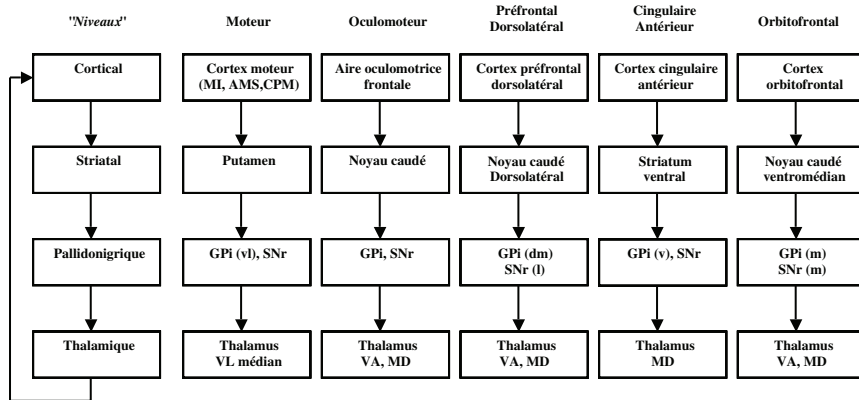 "Niveaux"
Moteur
Oculomoteur
Préfrontal
Dorsolatéral
Cingulaire
Antérieur
Orbitofrontal
Cortical
Cortex moteur
(MI, AMS,CPM)
Aire oculomotrice
frontale
Cortex préfrontal
dorsolatéral
Cortex cingulaire
antérieur
Cortex
orbitofrontal
Striatal
Putamen
Noyau caudé
Noyau caudé
Dorsolatéral
Striatum
ventral
Noyau caudé
ventromédian
Pallidonigrique
GPi (vl), SNr
GPi, SNr
GPi (dm)
SNr (l)
GPi (v), SNr
GPi (m)
SNr (m)
Thalamique
Thalamus
VL médian
Thalamus
VA, MD
Thalamus
VA, MD
Thalamus
MD
Thalamus
VA, MD